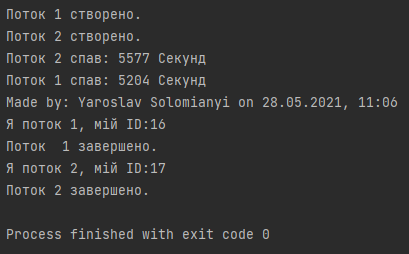 Поток 1 створено.
Поток 2 створено.
Поток 2 спав: 5577 Секунд
Поток 1 спав: 5204 Секунд
Made by: Yaroslav Solomianyi on 28.05.2021, 11:06
Я поток 1, мій ID:16
Поток  1 завершено.
Я поток 2, мій ID:17
Поток 2 завершено.
Process finished with exit code 0